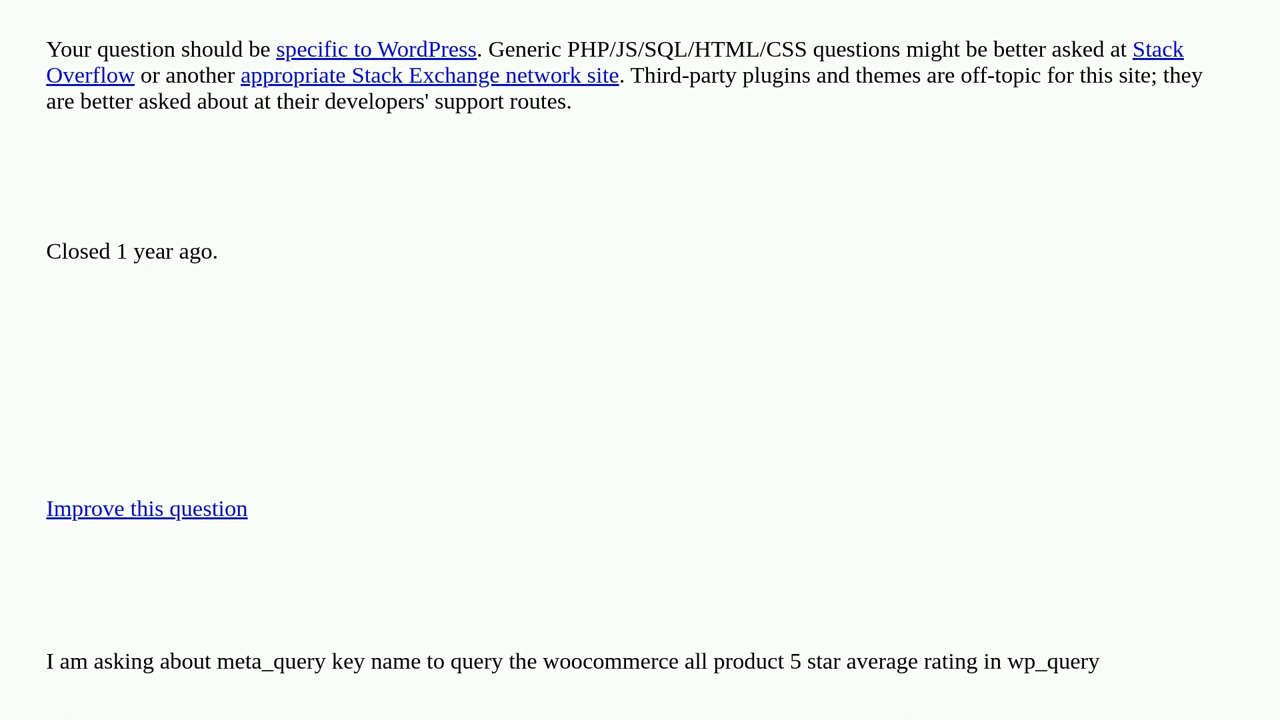 Your question should be specific to WordPress. Generic PHP/JS/SQL/HTML/CSS questions might be better asked at Stack
Overflow or another appropriate Stack Exchange network site. Third-party plugins and themes are off-topic for this site; they
are better asked about at their developers' support routes.
Closed 1 year ago.
Improve this question
I am asking about meta_query key name to query the woocommerce all product 5 star average rating in wp_query